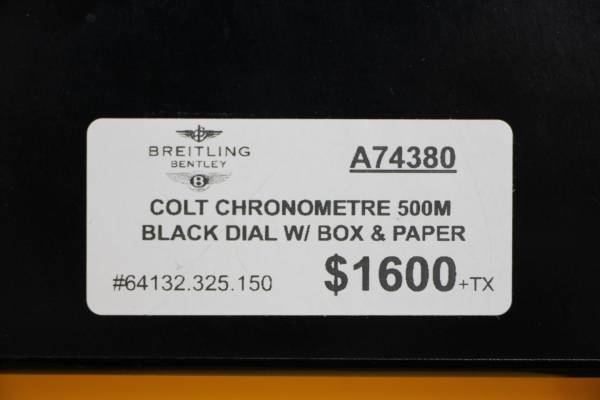 BREITLING
BENTLEY
B
A74380
COLT CHRONOMETRE 500M
BLACK DIAL W/ BOX & PAPER
#64132.325.150
$1600+TX